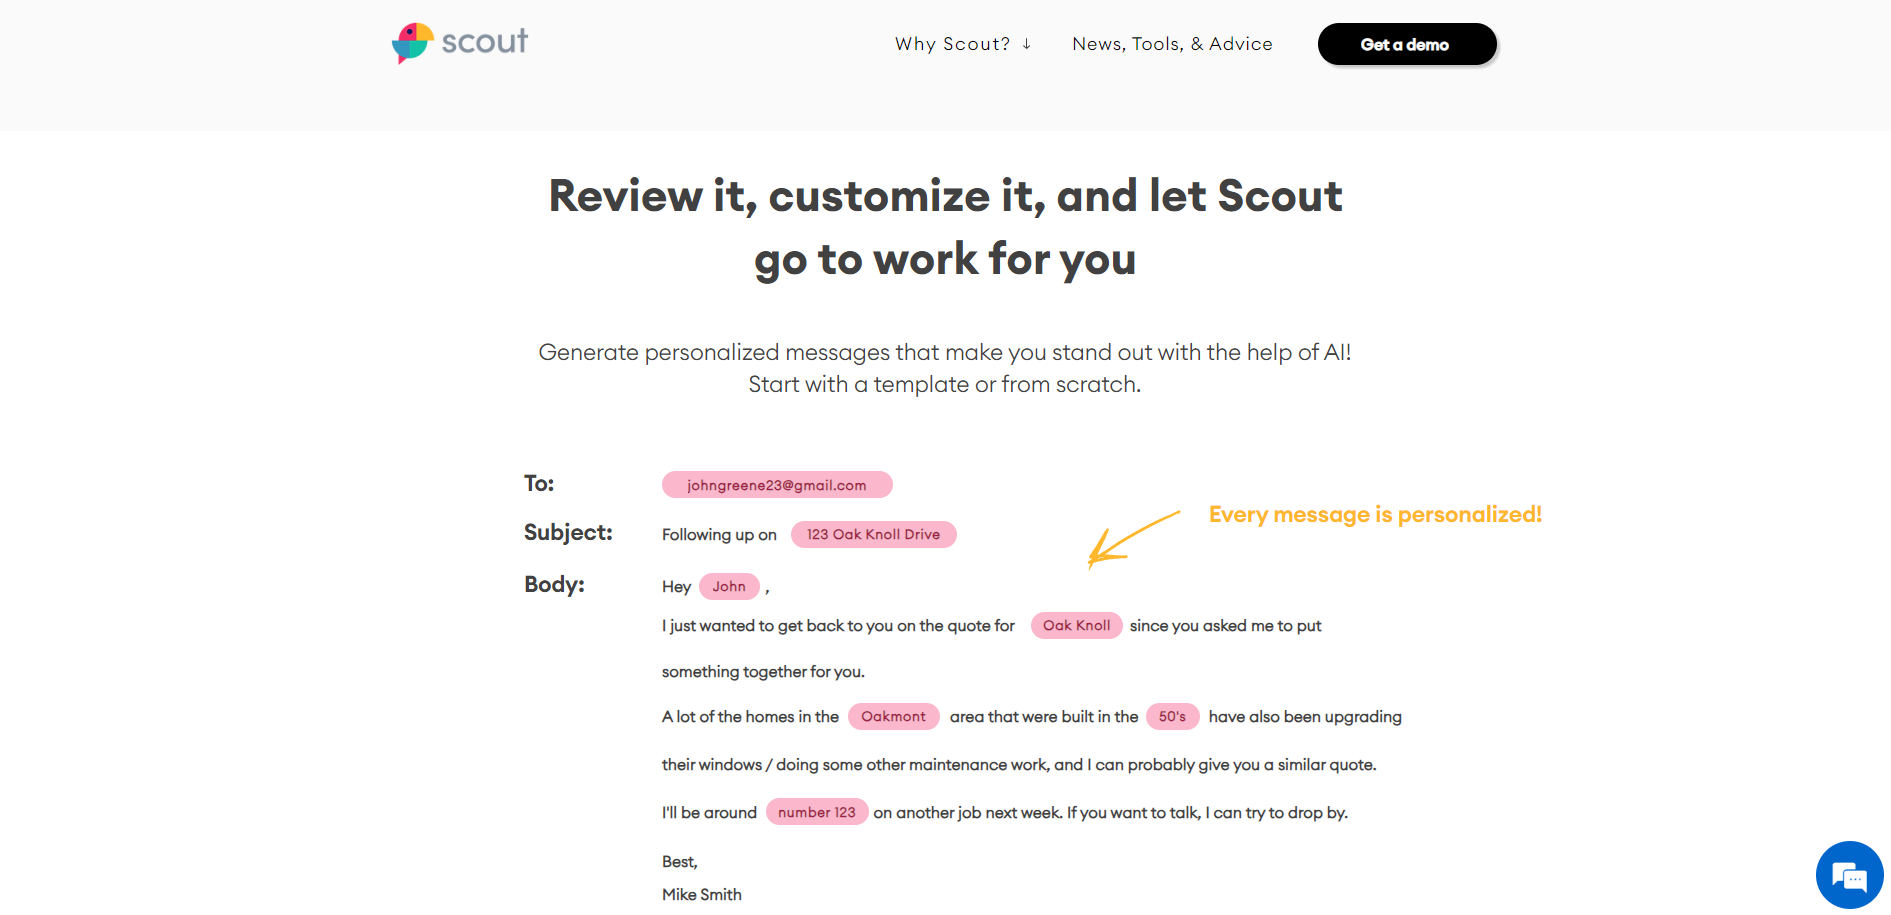 scout
Why Scout? ↓
News, Tools, & Advice
Get a demo
Review it, customize it, and let Scout
go to work for you
Generate personalized messages that make you stand out with the help of AI!
Start with a template or from scratch.
To: johngreene23@gmail.com
Every message is personalized!
Subject: Following up on 123 Oak Knoll Drive
Body: Hey John ,
I just wanted to get back to you on the quote for Oak Knoll since you asked me to put
something together for you.
A lot of the homes in the Oakmont area that were built in the 50's have also been upgrading
their windows / doing some other maintenance work, and I can probably give you a similar quote.
I'll be around number 123 on another job next week. If you want to talk, I can try to drop by.
Best,
Mike Smith